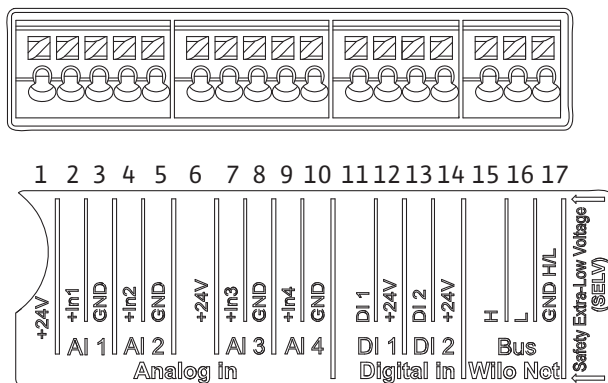 1 2 3 4 5 6 7 8 9 10 11 12 13 14 15 16 17
+24V
+In1
GND
+In2
GND
+24V
+In3
GND
+In4
GND
DI 1
+24V
DI 2
+24V
H
L
GND H/L
AI 1 AI 2 AI 3 AI 4 DI 1 DI 2 Bus
Analog in Digital in Wilo Net
Safety Extra-Low Voltage
(SELV)